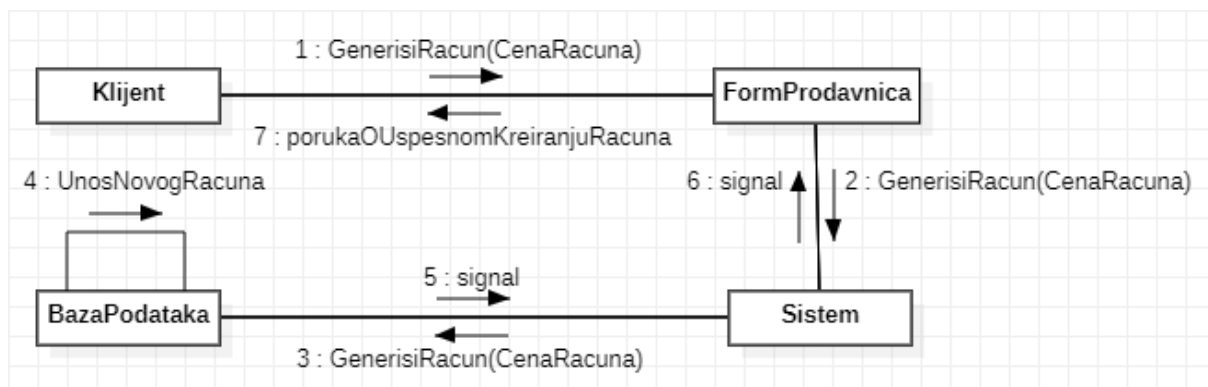 1 : GenerisiRacun(CenaRacuna)
Klijent
FormProdavnica
7 : porukaOUspesnomKreiranjuRacuna
4 : UnosNovogRacuna
6 : signal
2 : GenerisiRacun(CenaRacuna)
5 : signal
BazaPodataka
Sistem
3 : GenerisiRacun(CenaRacuna)